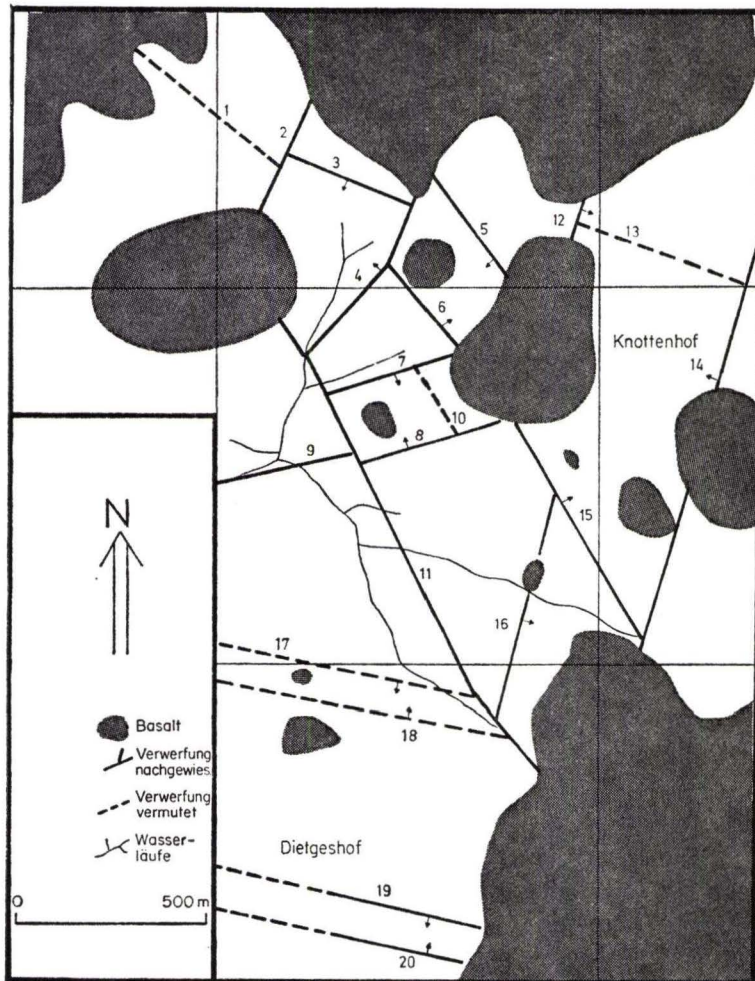 1
2
3
5
12
13
4
6
Knottenhof
7
14
10
8
9
15
11
16
17
18
N
Basalt
Verwerfung
nachgewies.
Verwerfung
vermutet
Wasser-
läufe
Dietgeshof
0 500 m
19
20